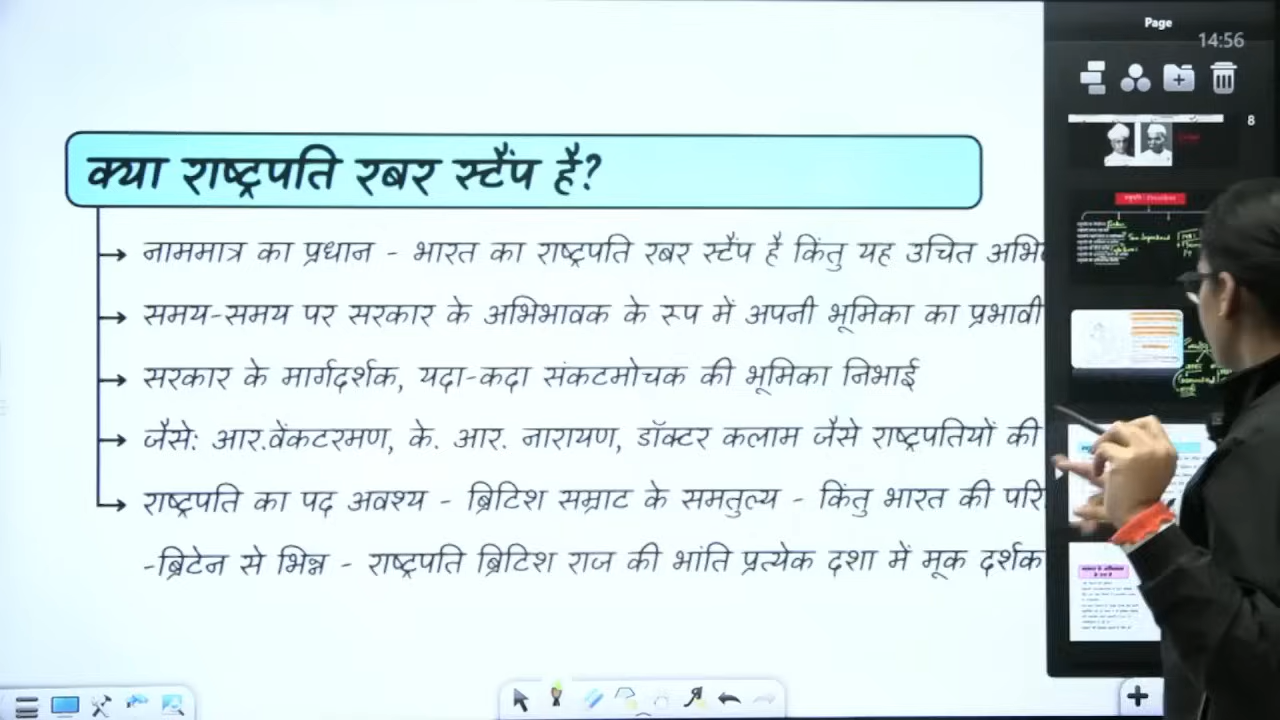 Page
14:56
8
क्या राष्ट्रपति रबर स्टैंप है?
नाममात्र का प्रधान - भारत का राष्ट्रपति रबर स्टैंप है किंतु यह उचित
समय-समय पर सरकार के अभिभावक के रूप में अपनी भूमिका का प्रभावी
सरकार के मार्गदर्शक, यदा-कदा संकटमोचक की भूमिका निभाई
जैसे: आर.वेंकटरमण, के. आर. नारायण, डॉक्टर कलाम जैसे राष्ट्रपतियों की
राष्ट्रपति का पद अवश्य - ब्रिटिश सम्राट के समतुल्य - किंतु भारत की
-ब्रिटेन से भिन्न - राष्ट्रपति ब्रिटिश राज की भांति प्रत्येक दशा में मूक दर्शक